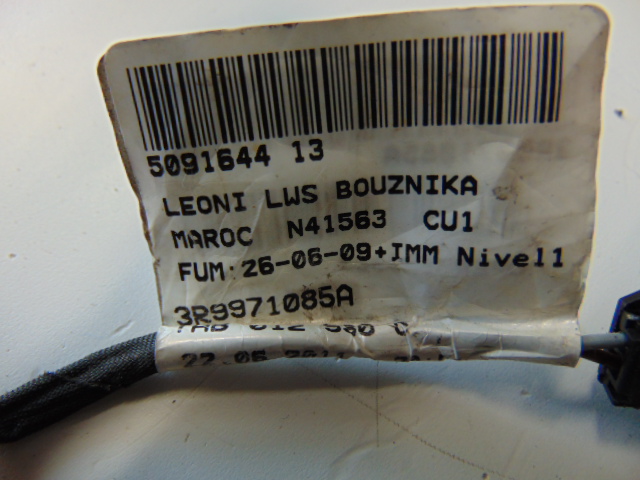 5091644 13
LEONI LWS BOUZNIKA
MAROC N41563 CU1
FUM:26-06-09+IMM Nivel1
3R9971085A